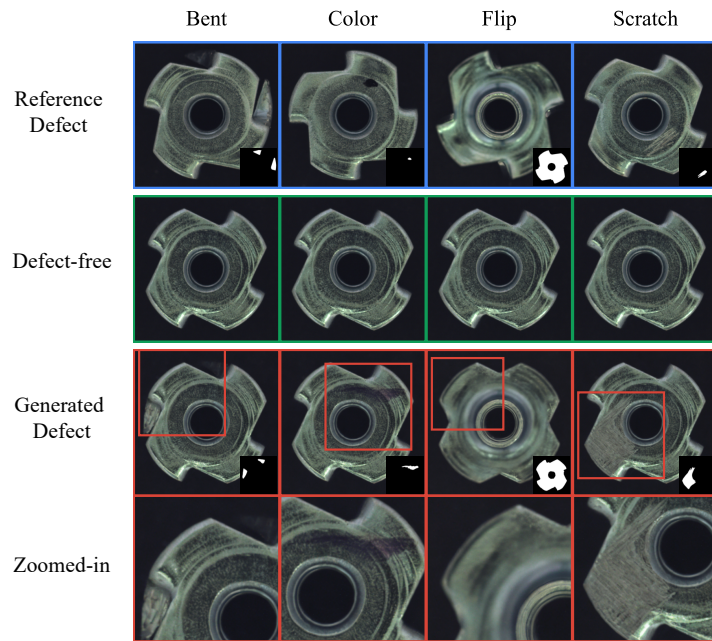 Bent Color Flip Scratch
Reference
Defect
Defect-free
Generated
Defect
Zoomed-in